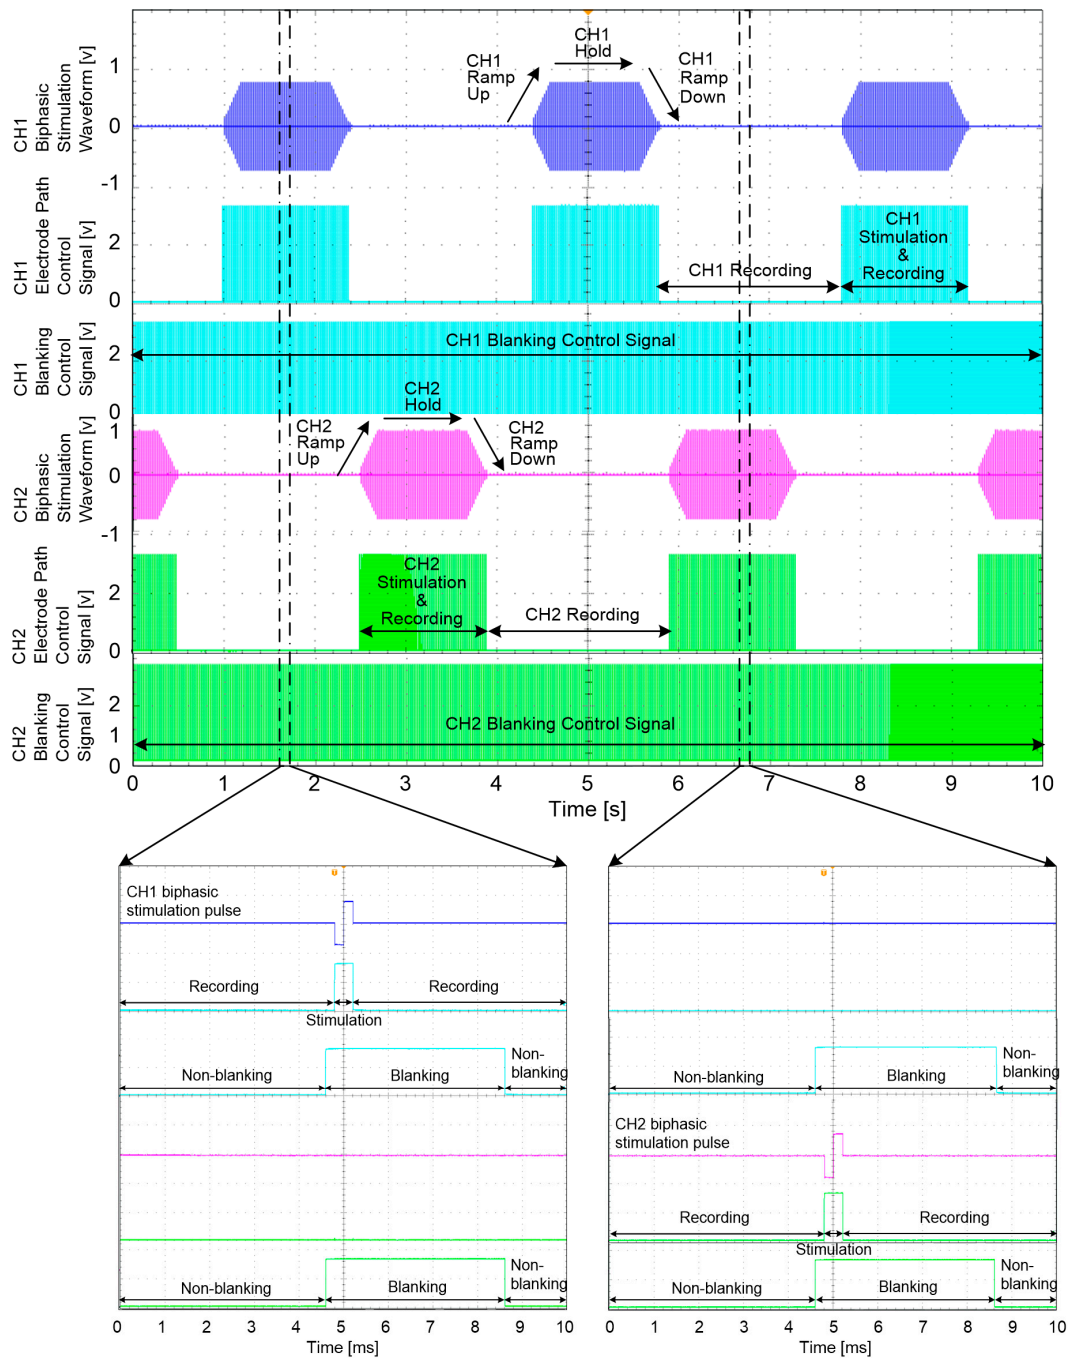 CH1
Biphasic
Stimulation
Waveform [v]
1
0
-1
CH1
Ramp
Up
CH1
Hold
CH1
Ramp
Down
CH1
Electrode Path
Control
Signal [v]
2
0
CH1 Recording
CH1
Stimulation
&
Recording
CH1
Blanking
Control
Signal [v]
2
0
CH1 Blanking Control Signal
CH2
Biphasic
Stimulation
Waveform [v]
1
0
-1
CH2
Ramp
Up
CH2
Hold
CH2
Ramp
Down
CH2
Electrode Path
Control
Signal [v]
2
0
CH2
Stimulation
&
Recording
CH2 Reording
CH2
Blanking
Control
Signal [v]
2
1
0
CH2 Blanking Control Signal
0 1 2 3 4 5 6 7 8 9 10
Time [s]
T
CH1 biphasic
stimulation pulse
Recording
Recording
Stimulation
Non-blanking
Blanking
Non-
blanking
Non-blanking
Blanking
Non-
blanking
0 1 2 3 4 5 6 7 8 9 10
Time [ms]
T
Non-blanking
Blanking
Non-
blanking
CH2 biphasic
stimulation pulse
Recording
Recording
Stimulation
Non-blanking
Blanking
Non-
blanking
0 1 2 3 4 5 6 7 8 9 10
Time [ms]